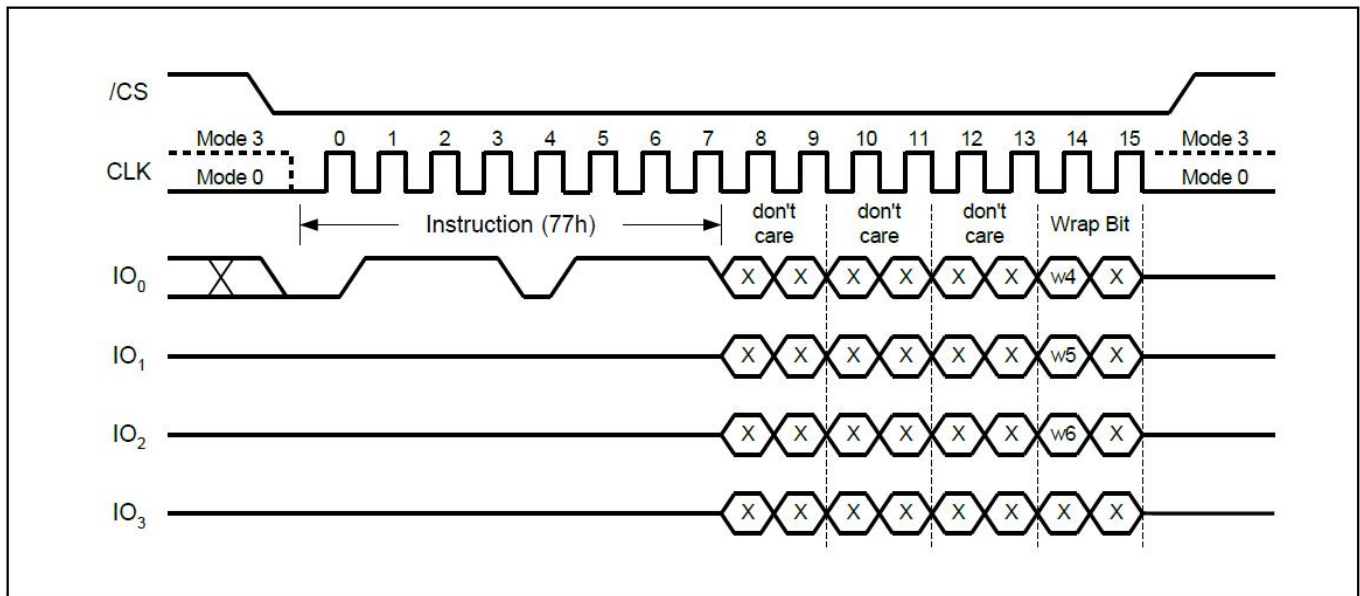 /CS
Mode 3 0 1 2 3 4 5 6 7 8 9 10 11 12 13 14 15 Mode 3
CLK
Mode 0 Mode 0
Instruction (77h) don't care don't care don't care Wrap Bit
IO0 X X X X X X X w4 X
IO1 X X X X X X w5 X
IO2 X X X X X X w6 X
IO3 X X X X X X X X